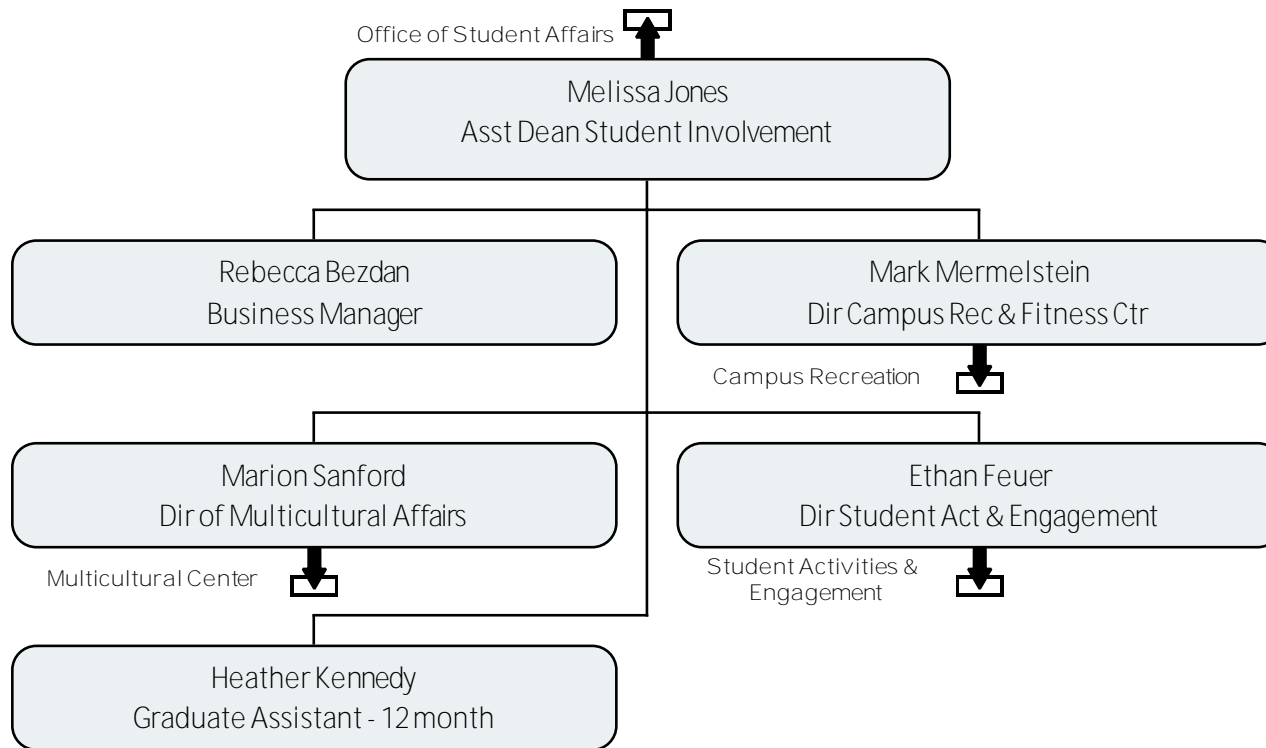 Office of Student Affairs
Melissa Jones
Asst Dean Student Involvement
Rebecca Bezdan
Business Manager
Mark Mermelstein
Dir Campus Rec & Fitness Ctr
Campus Recreation
Marion Sanford
Dir of Multicultural Affairs
Ethan Feuer
Dir Student Act & Engagement
Multicultural Center
Student Activities &
Engagement
Heather Kennedy
Graduate Assistant - 12 month